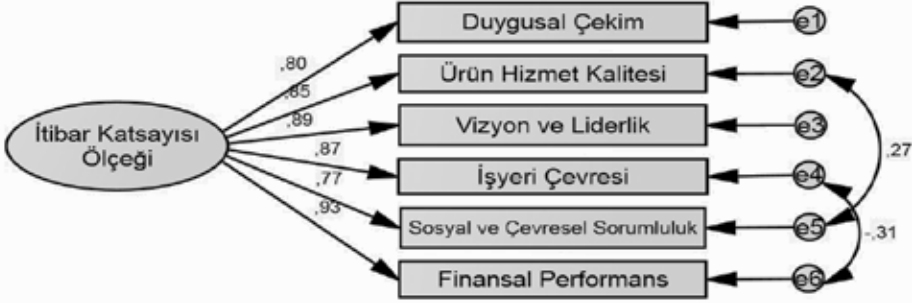 Duygusal Çekim
e1
,80
Ürün Hizmet Kalitesi
e2
,85
İtibar Katsayısı
Ölçeği
,89
Vizyon ve Liderlik
e3
,27
,87
İşyeri Çevresi
e4
,77
Sosyal ve Çevresel Sorumluluk
e5
-,31
,93
Finansal Performans
e6